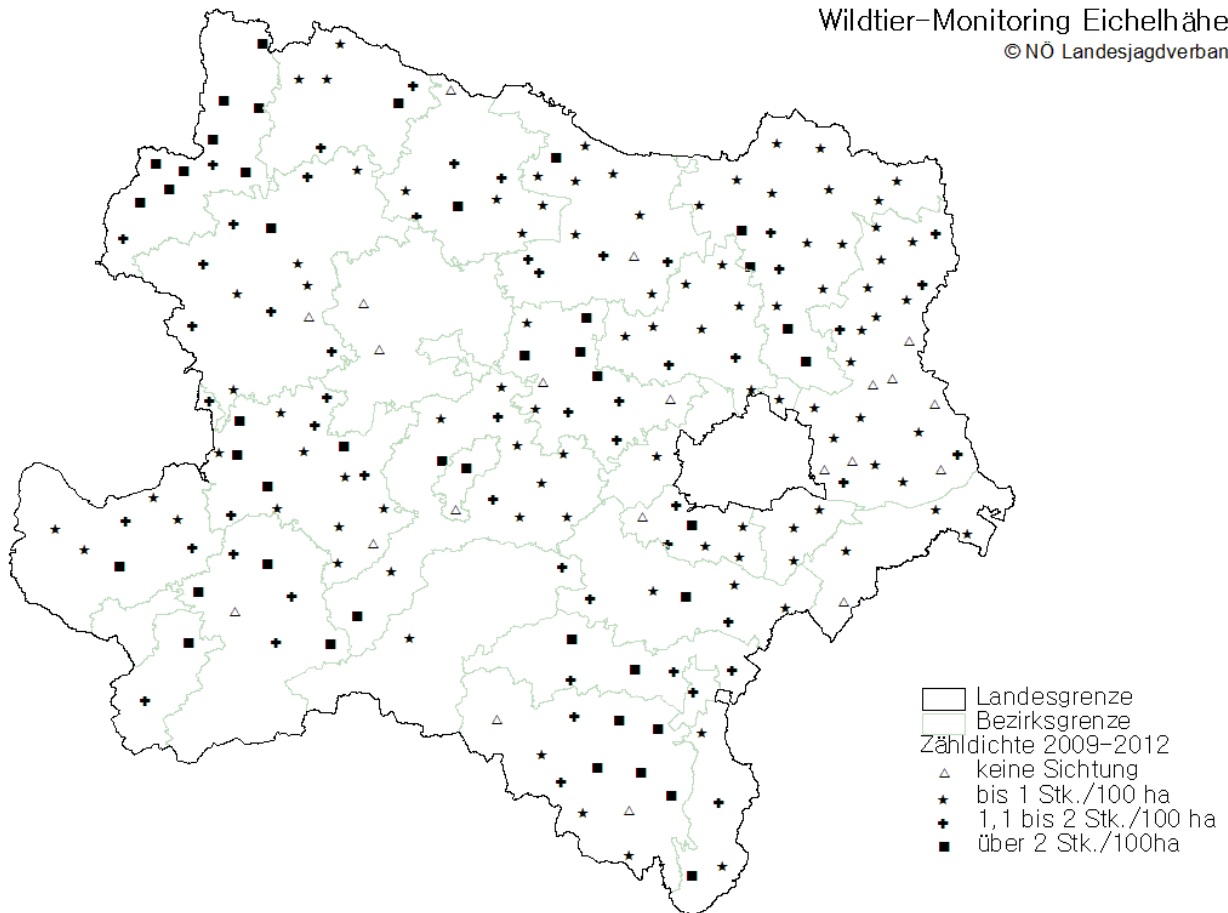 Wildtier-Monitoring Eichelhähe
© NÖ Landesjagdverban
Landesgrenze
Bezirksgrenze
Zähldichte 2009-2012
keine Sichtung
bis 1 Stk./100 ha
1,1 bis 2 Stk./100 ha
über 2 Stk./100ha